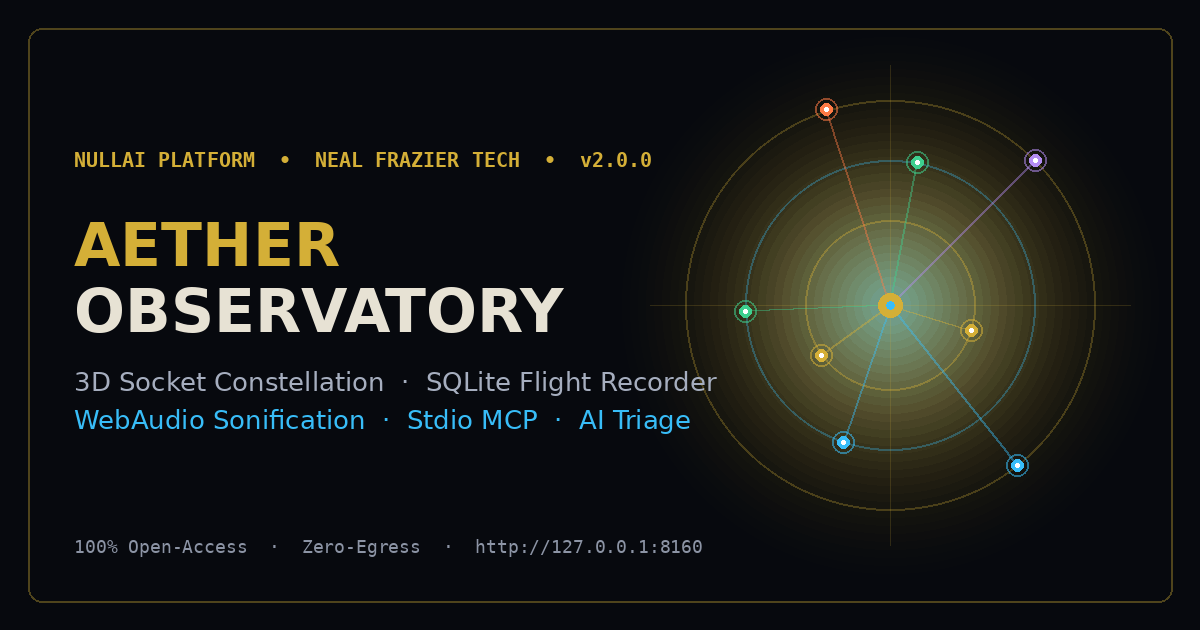 NULLAI PLATFORM • NEAL FRAZIER TECH • v2.0.0
AETHER
OBSERVATORY
3D Socket Constellation · SQLite Flight Recorder
WebAudio Sonification · Stdio MCP · AI Triage
100% Open-Access · Zero-Egress · http://127.0.0.1:8160